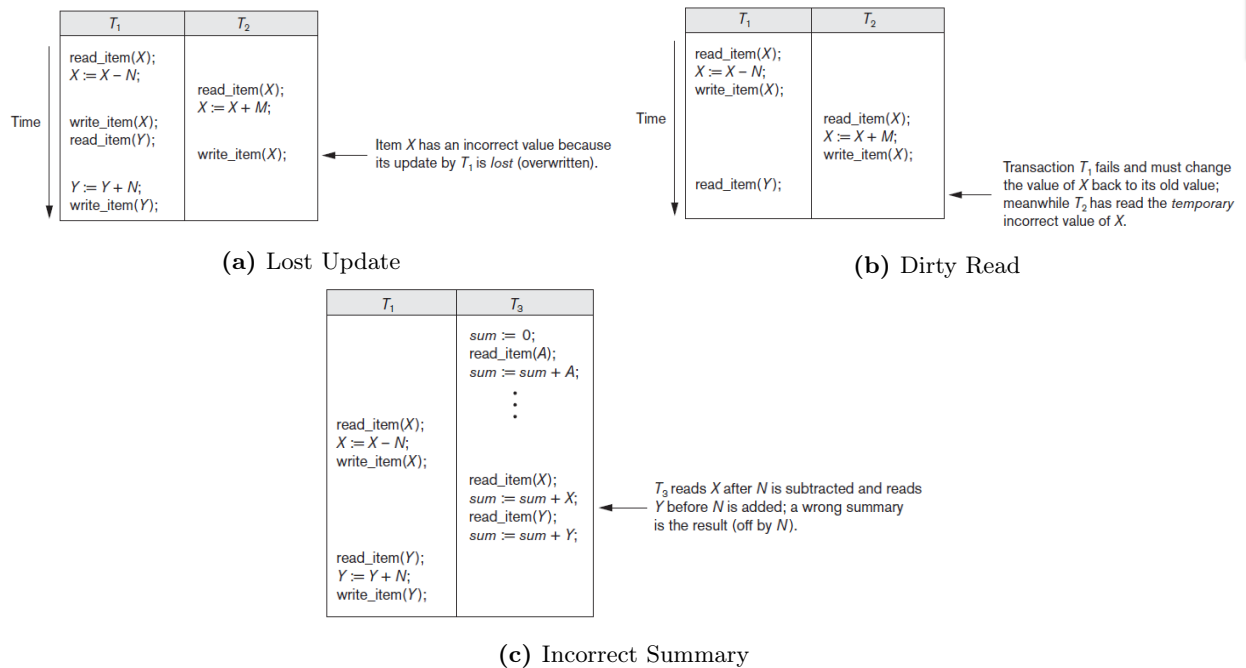 T₁ T₂
read_item(X);
X := X – N;
read_item(X);
X := X + M;
Time
write_item(X);
read_item(Y);
write_item(X);
Y := Y + N;
write_item(Y);
Item X has an incorrect value because
its update by T₁ is lost (overwritten).
(a) Lost Update
T₁ T₂
read_item(X);
X := X – N;
write_item(X);
Time
read_item(X);
X := X + M;
write_item(X);
read_item(Y);
Transaction T₁ fails and must change
the value of X back to its old value;
meanwhile T₂ has read the temporary
incorrect value of X.
(b) Dirty Read
T₁ T₃
sum := 0;
read_item(A);
sum := sum + A;
read_item(X);
X := X – N;
write_item(X);
read_item(X);
sum := sum + X;
read_item(Y);
sum := sum + Y;
T₃ reads X after N is subtracted and reads
Y before N is added; a wrong summary
is the result (off by N).
read_item(Y);
Y := Y + N;
write_item(Y);
(c) Incorrect Summary